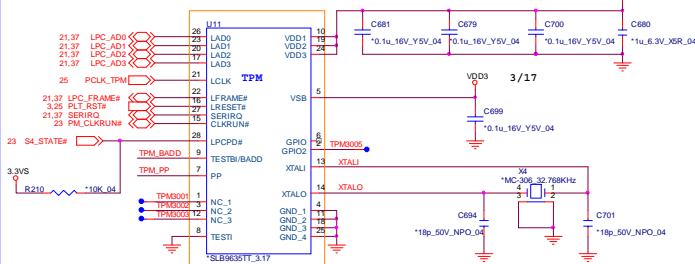 U11
21,37 LPC_AD0 26 LAD0
21,37 LPC_AD1 23 LAD1
21,37 LPC_AD2 20 LAD2
21,37 LPC_AD3 17 LAD3
25 PCLK_TPM 21 LCLK
TPM
21,37 LPC_FRAME# 22 LFRAME#
3,25 PLT_RST# 16 LRESET#
21,37 SERIRQ 27 SERIRQ
23 PM_CLKRUN# 15 CLKRUN#
23 S4_STATE# 28 LPCPD#
TPM_BADD 9 TESTBI/BADD
TPM_PP 7 PP
3.3VS
R210 *10K_04
TPM3001 1 NC_1
TPM3002 3 NC_2
TPM3003 12 NC_3
8 TESTI
*SLB9635TT_3.17
VDD1 10
VDD2 19
VDD3 24
VSB 5
GPIO 6
GPIO2 2 TPM3005
XTALI 13 XTALI
XTALO 14 XTALO
GND_1 4
GND_2 11
GND_3 18
GND_4 25
C681
*0.1u_16V_Y5V_04
C679
*0.1u_16V_Y5V_04
C700
*0.1u_16V_Y5V_04
C680
*1u_6.3V_X5R_04
VDD3
3/17
C699
*0.1u_16V_Y5V_04
X4
*MC-306_32.768KHz
4 1
3 2
C694
*18p_50V_NPO_04
C701
*18p_50V_NPO_04